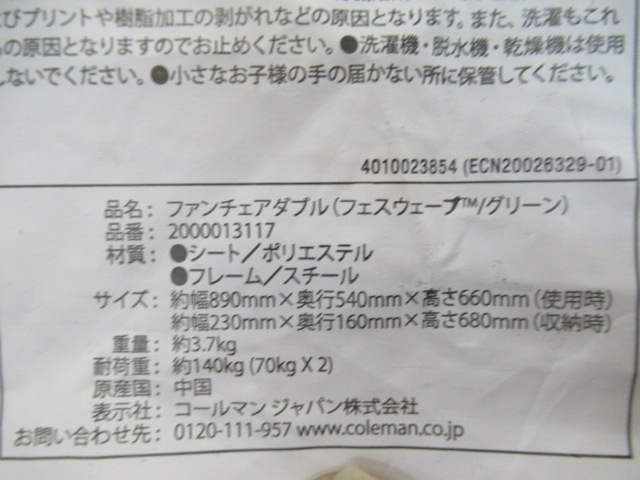 びプリントや樹脂加工の剥がれなどの原因となります。また、洗濯もこれ
の原因となりますのでお止めください。●洗濯機・脱水機・乾燥機は使用
しないでください。●小さなお子様の手の届かない所に保管してください。
4010023854 (ECN20026329-01)
品名: ファンチェアダブル(フェスウェーブ™/グリーン)
品番: 2000013117
材質: ●シート/ポリエステル
●フレーム/スチール
サイズ: 約幅890mm×奥行540mm×高さ660mm(使用時)
約幅230mm×奥行160mm×高さ680mm(収納時)
重量: 約3.7kg
耐荷重: 約140kg (70kg X 2)
原産国: 中国
表示社: コールマン ジャパン株式会社
お問い合わせ先: 0120-111-957 www.coleman.co.jp